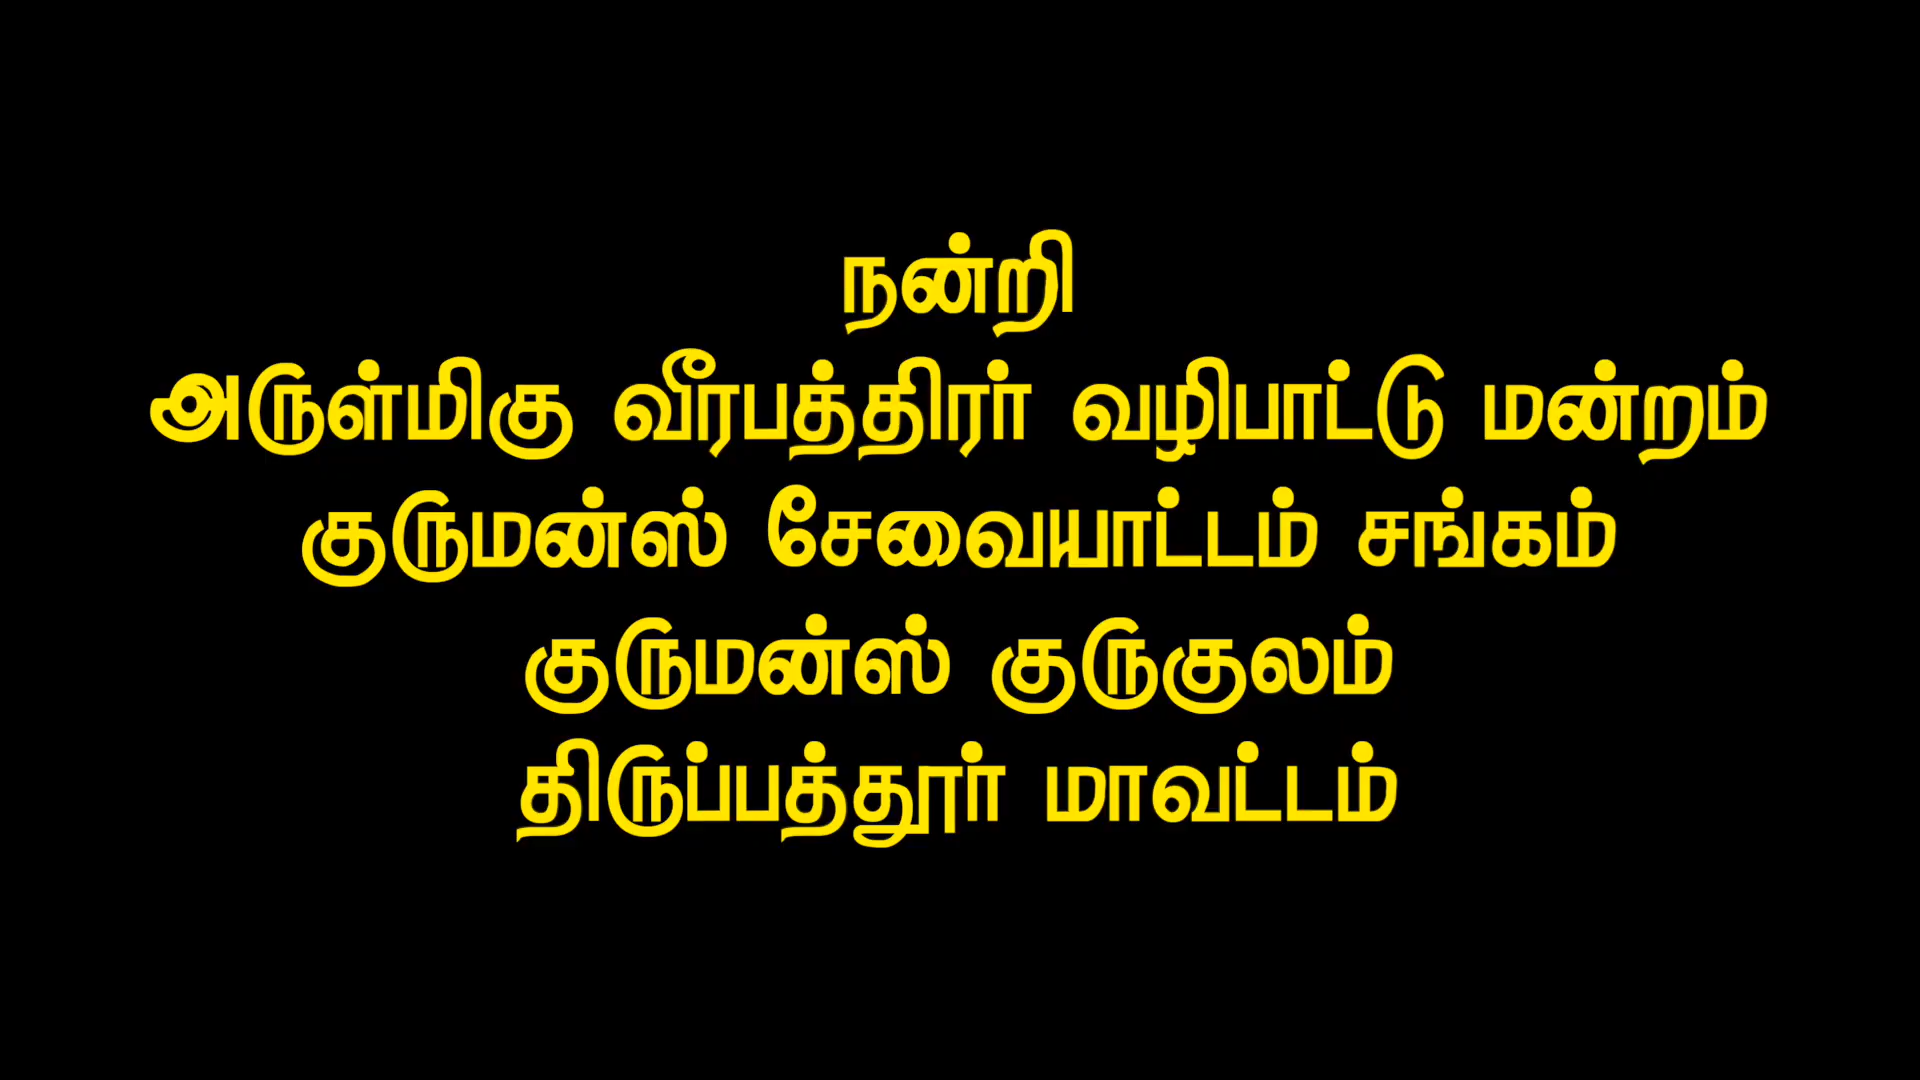 நன்றி
அருள்மிகு வீரபத்திரர் வழிபாட்டு மன்றம்
குருமன்ஸ் சேவையாட்டம் சங்கம்
குருமன்ஸ் குருகுலம்
திருப்பத்தூர் மாவட்டம்